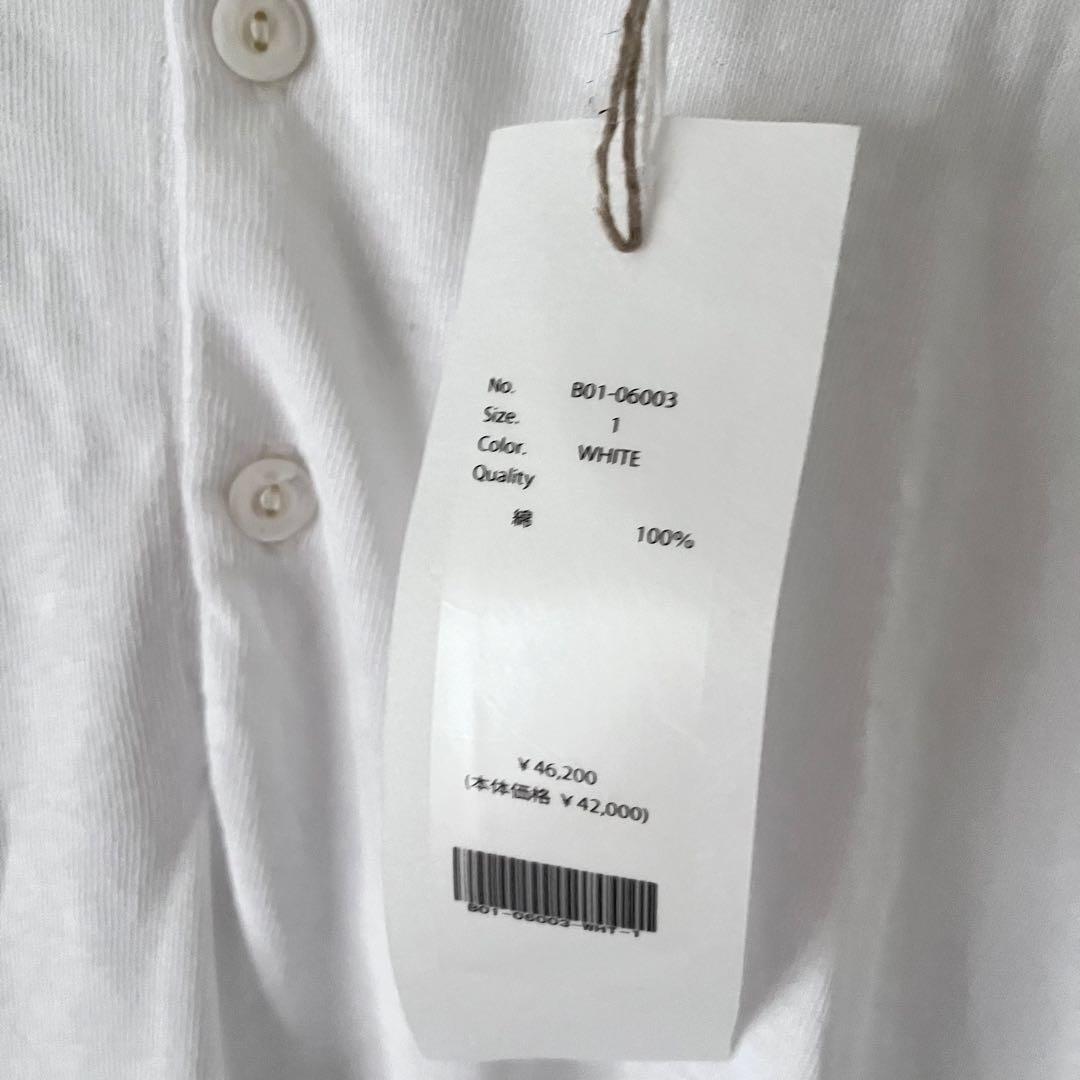 No. B01-06003
Size. 1
Color. WHITE
Quality
綿 100%
¥46,200
(本体価格 ¥42,000)
B01-06003-WHT-1